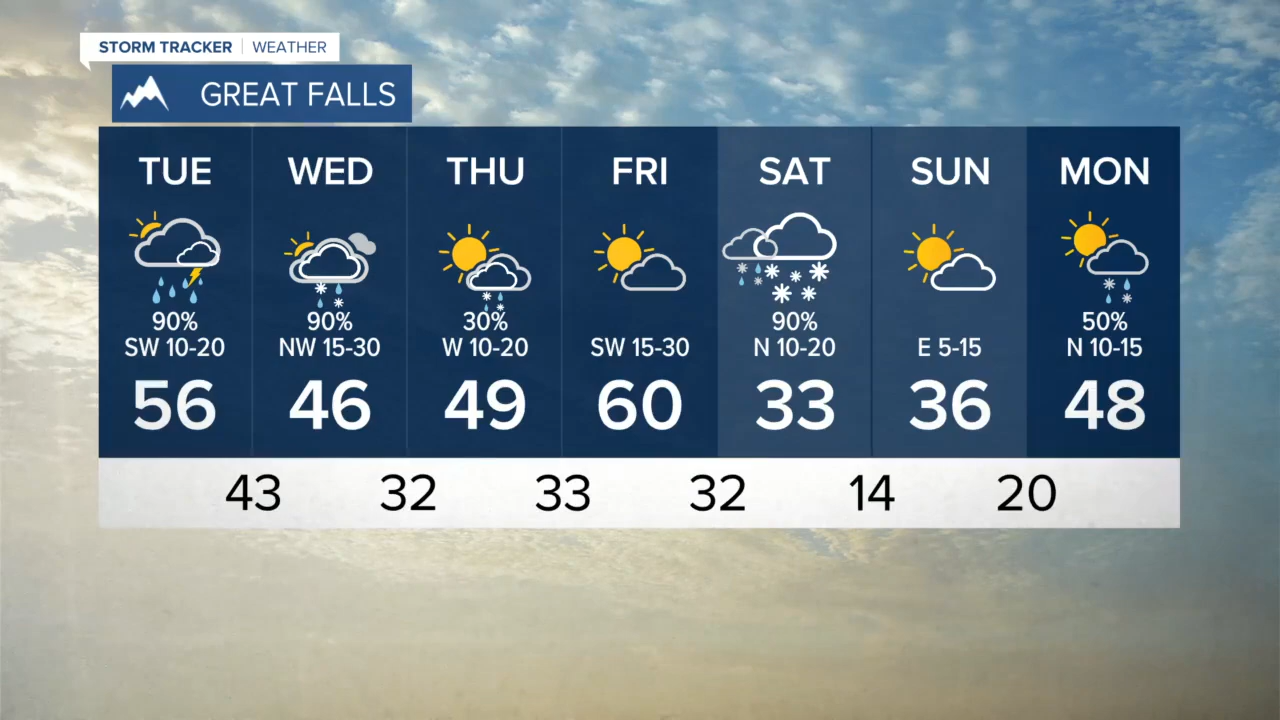 STORM TRACKER | WEATHER
GREAT FALLS
TUE WED THU FRI SAT SUN MON
90% 90% 30% 90% 50%
SW 10-20 NW 15-30 W 10-20 SW 15-30 N 10-20 E 5-15 N 10-15
56 46 49 60 33 36 48
43 32 33 32 14 20